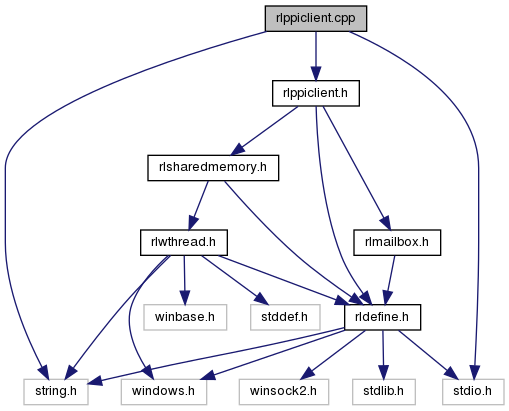 rlppiclient.cpp
rlppiclient.h
rlsharedmemory.h
rlwthread.h
rlmailbox.h
winbase.h
stddef.h
rldefine.h
string.h
windows.h
winsock2.h
stdlib.h
stdio.h